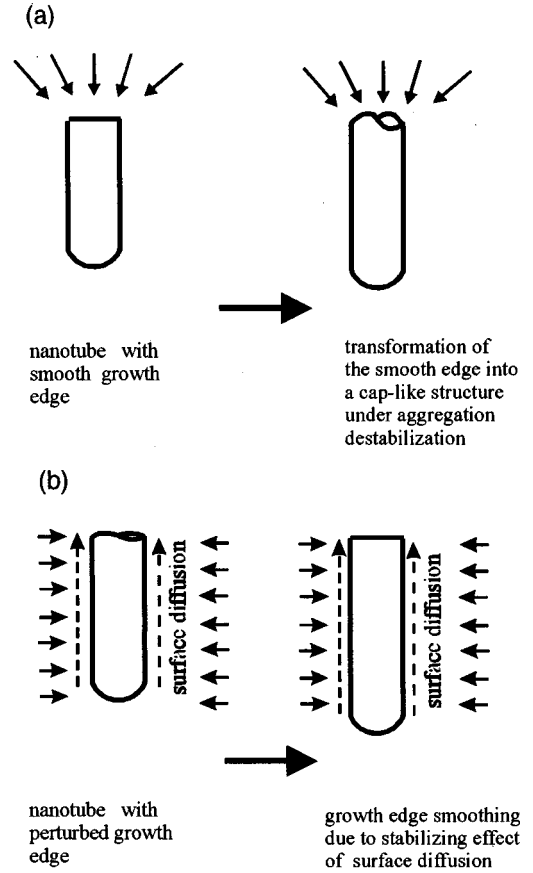 (a)
nanotube with
smooth growth
edge
transformation of
the smooth edge into
a cap-like structure
under aggregation
destabilization
(b)
surface diffusion
surface diffusion
nanotube with
perturbed growth
edge
growth edge smoothing
due to stabilizing effect
of surface diffusion